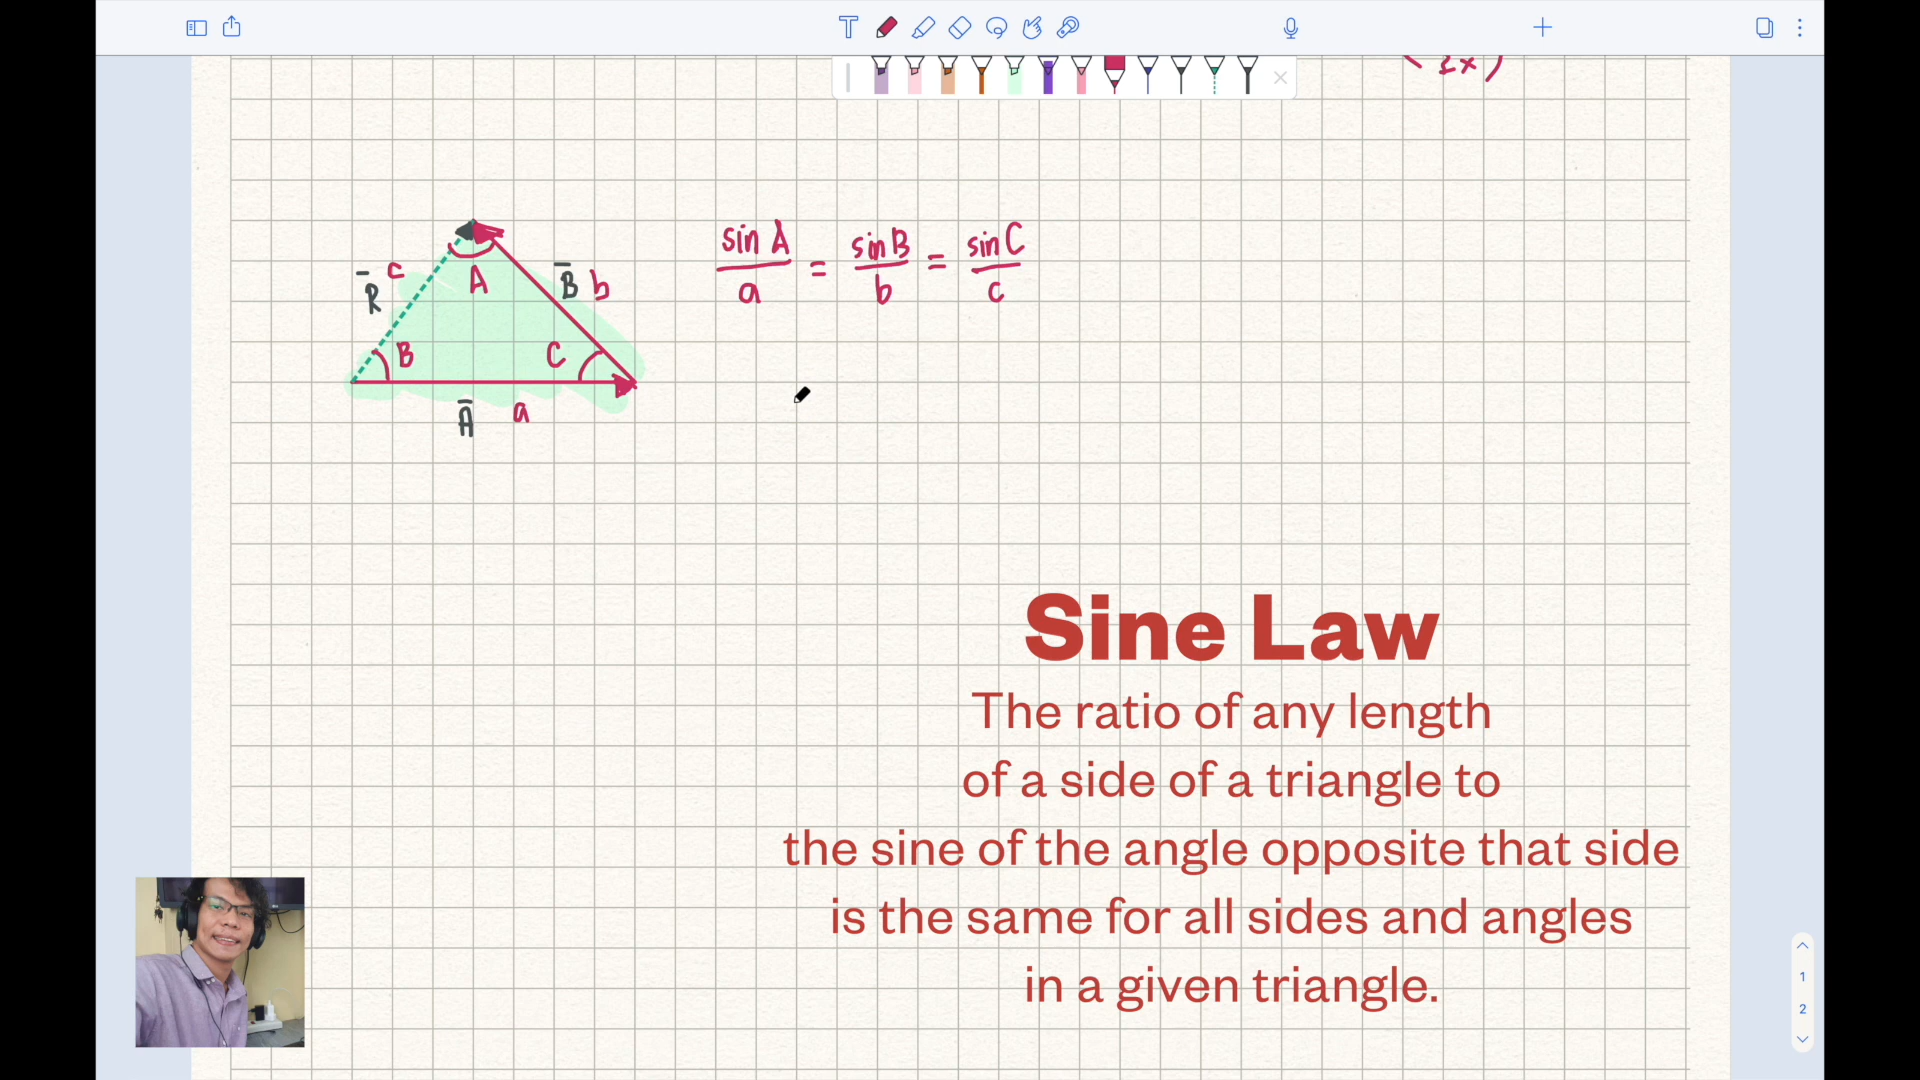 2x )
sin A / a = sin B / b = sin C / c
R̄ c
A
B̄ b
B
C
Ā a
Sine Law
The ratio of any length
of a side of a triangle to
the sine of the angle opposite that side
is the same for all sides and angles
in a given triangle.
1
2